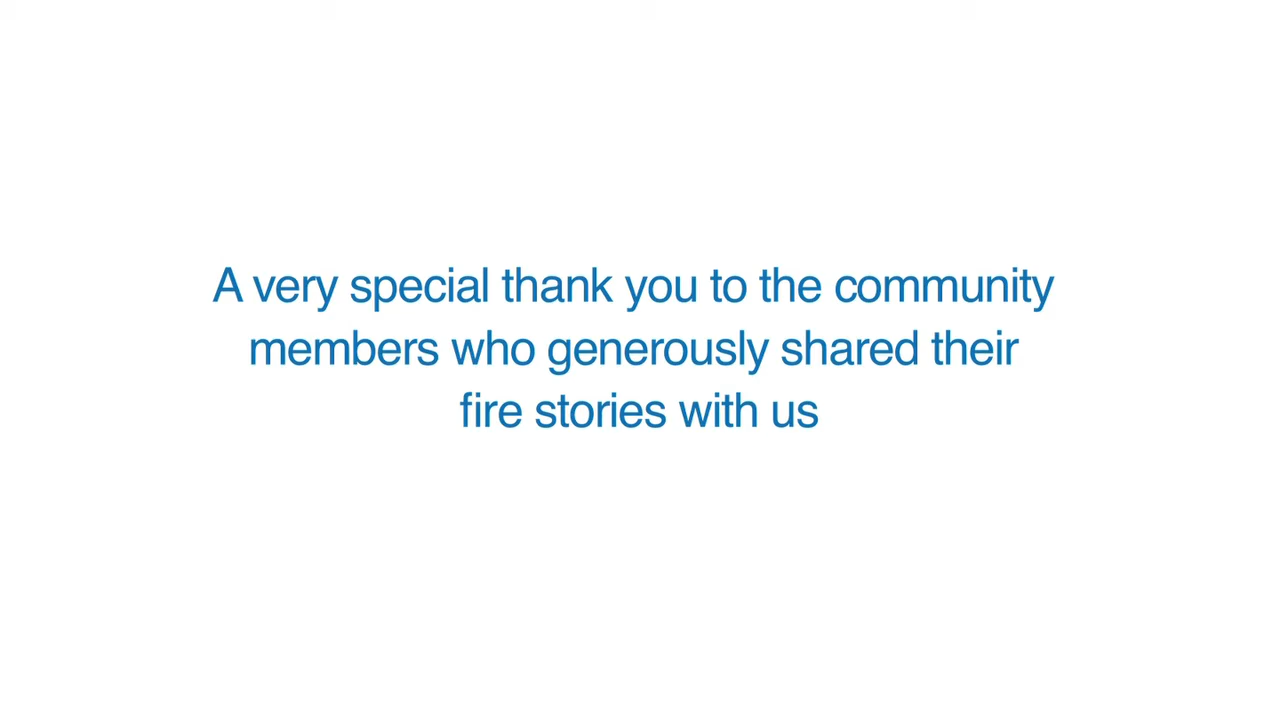 A very special thank you to the community
members who generously shared their
fire stories with us